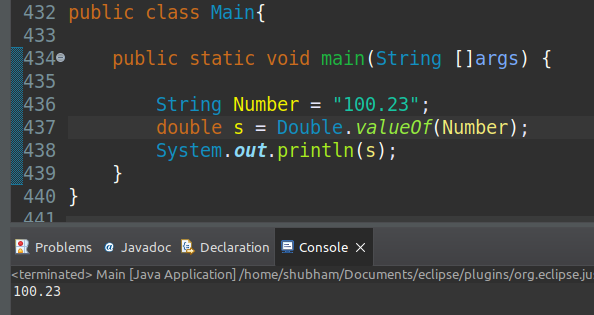 432 public class Main{
433
434 public static void main(String []args) {
435
436 String Number = "100.23";
437 double s = Double.valueOf(Number);
438 System.out.println(s);
439 }
440 }
441
Problems @ Javadoc Declaration Console
<terminated> Main [Java Application] /home/shubham/Documents/eclipse/plugins/org.eclipse.ju
100.23